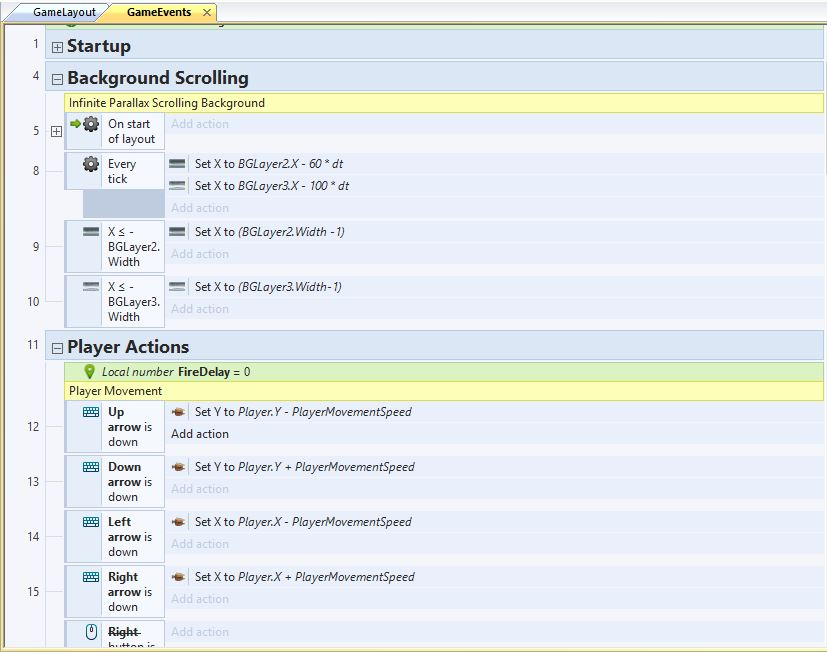 GameLayout
GameEvents
1 Startup
4 Background Scrolling
Infinite Parallax Scrolling Background
5 On start
of layout
Add action
8 Every
tick
Set X to BGLayer2.X - 60 * dt
Set X to BGLayer3.X - 100 * dt
Add action
9 X ≤ -
BGLayer2.
Width
Set X to (BGLayer2.Width -1)
Add action
10 X ≤ -
BGLayer3.
Width
Set X to (BGLayer3.Width-1)
Add action
11 Player Actions
Local number FireDelay = 0
Player Movement
12 Up
arrow is
down
Set Y to Player.Y - PlayerMovementSpeed
Add action
13 Down
arrow is
down
Set Y to Player.Y + PlayerMovementSpeed
Add action
14 Left
arrow is
down
Set X to Player.X - PlayerMovementSpeed
Add action
15 Right
arrow is
down
Set X to Player.X + PlayerMovementSpeed
Add action
Right
button is
Add action